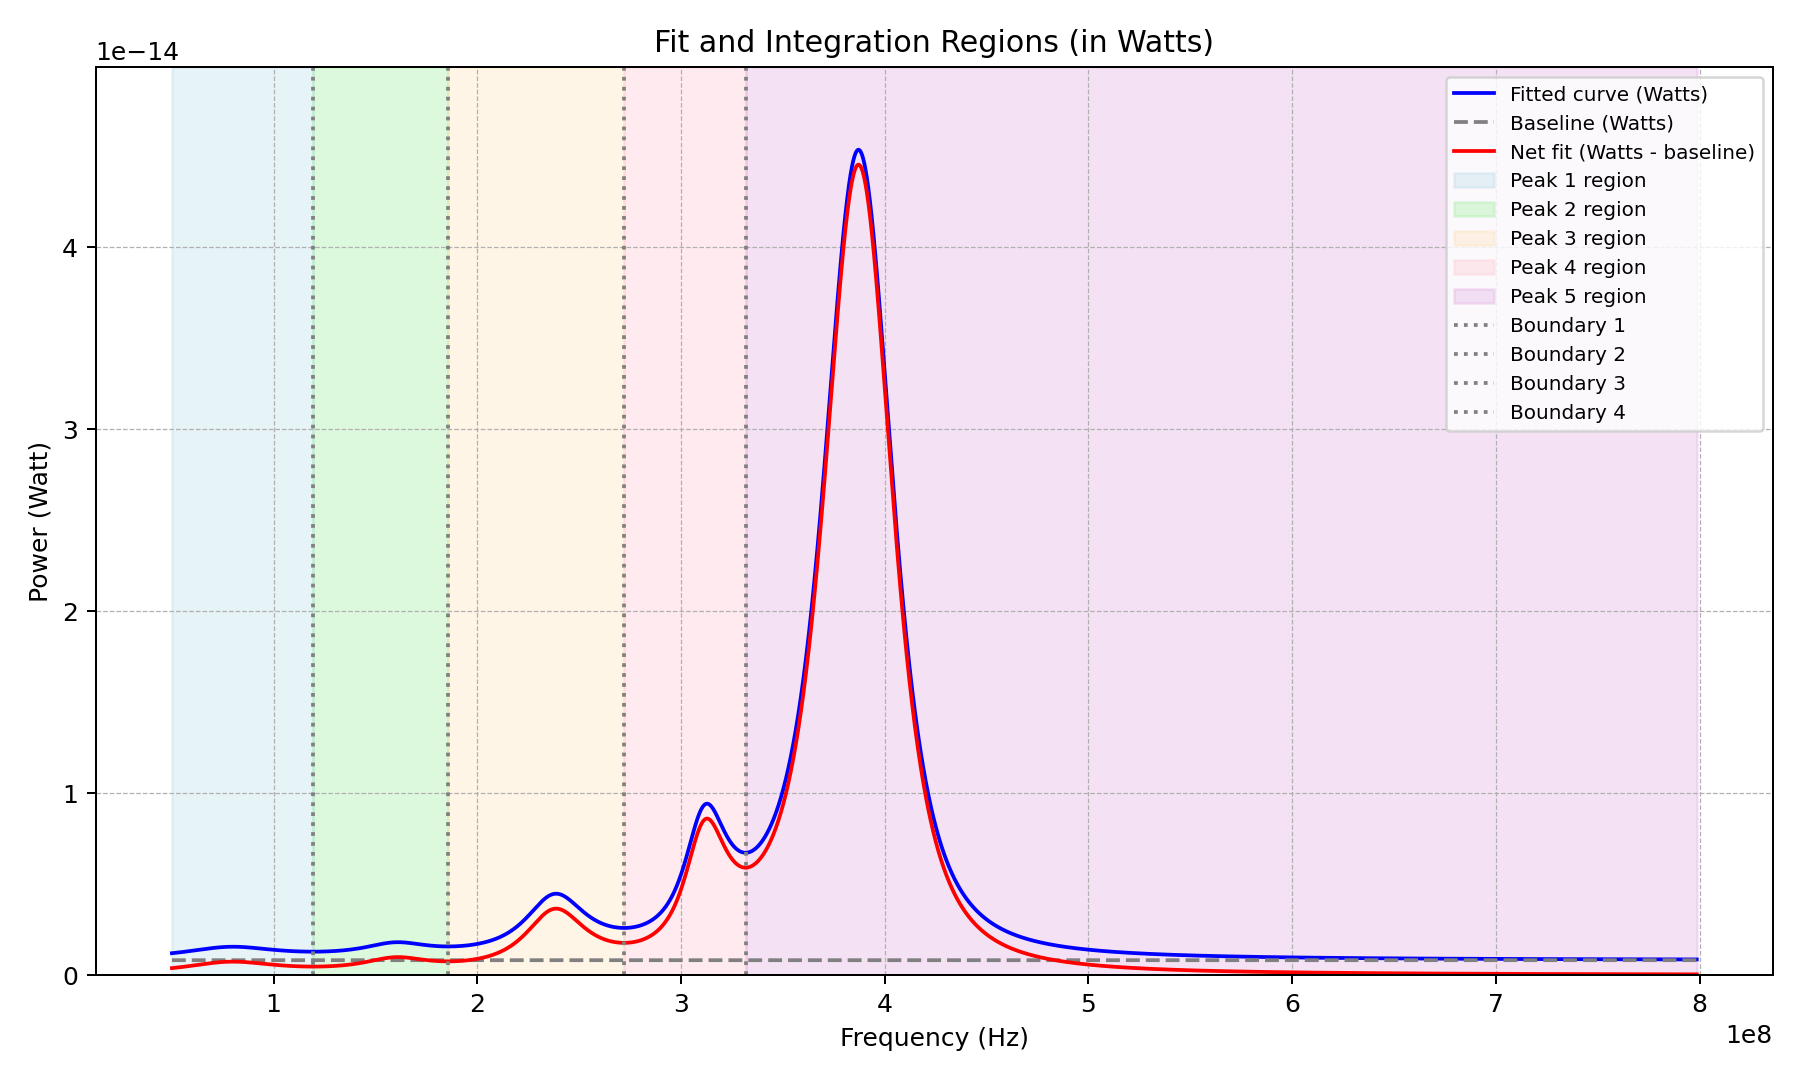 Fit and Integration Regions (in Watts)
1e−14
Fitted curve (Watts)
Baseline (Watts)
Net fit (Watts - baseline)
Peak 1 region
Peak 2 region
Peak 3 region
Peak 4 region
Peak 5 region
Boundary 1
Boundary 2
Boundary 3
Boundary 4
Power (Watt)
4
3
2
1
0
1 2 3 4 5 6 7 8
Frequency (Hz)
1e8